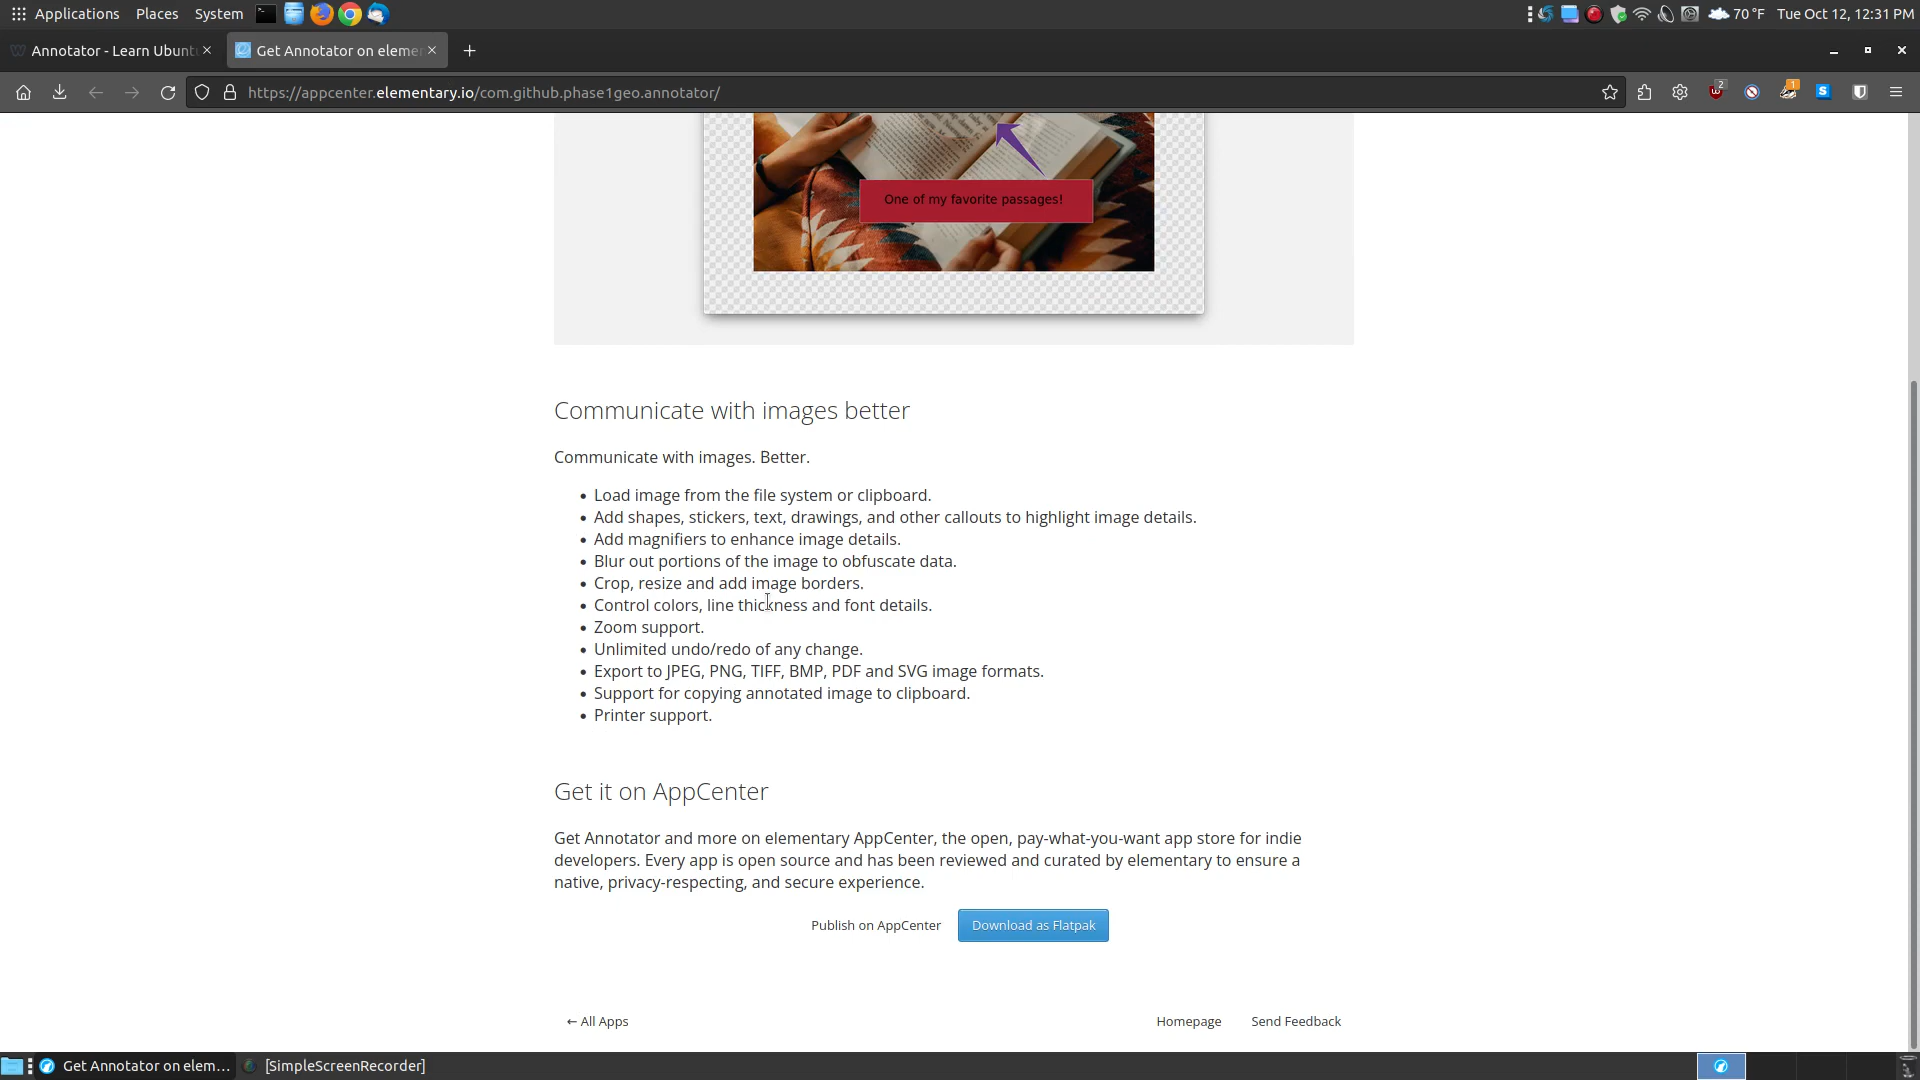 Applications Places System
70 °F Tue Oct 12, 12:31 PM
Annotator - Learn Ubunt
Get Annotator on eleme
https://appcenter.elementary.io/com.github.phase1geo.annotator/
2
1
One of my favorite passages!
Communicate with images better
Communicate with images. Better.
• Load image from the file system or clipboard.
• Add shapes, stickers, text, drawings, and other callouts to highlight image details.
• Add magnifiers to enhance image details.
• Blur out portions of the image to obfuscate data.
• Crop, resize and add image borders.
• Control colors, line thickness and font details.
• Zoom support.
• Unlimited undo/redo of any change.
• Export to JPEG, PNG, TIFF, BMP, PDF and SVG image formats.
• Support for copying annotated image to clipboard.
• Printer support.
Get it on AppCenter
Get Annotator and more on elementary AppCenter, the open, pay-what-you-want app store for indie
developers. Every app is open source and has been reviewed and curated by elementary to ensure a
native, privacy-respecting, and secure experience.
Publish on AppCenter Download as Flatpak
← All Apps Homepage Send Feedback
Get Annotator on elem... [SimpleScreenRecorder]